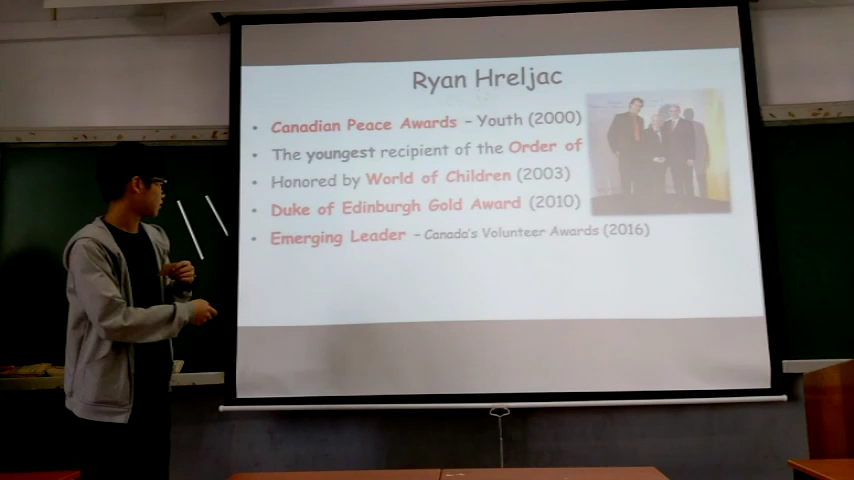 Ryan Hreljac
• Canadian Peace Awards – Youth (2000)
• The youngest recipient of the Order of
• Honored by World of Children (2003)
• Duke of Edinburgh Gold Award (2010)
• Emerging Leader – Canada's Volunteer Awards (2016)